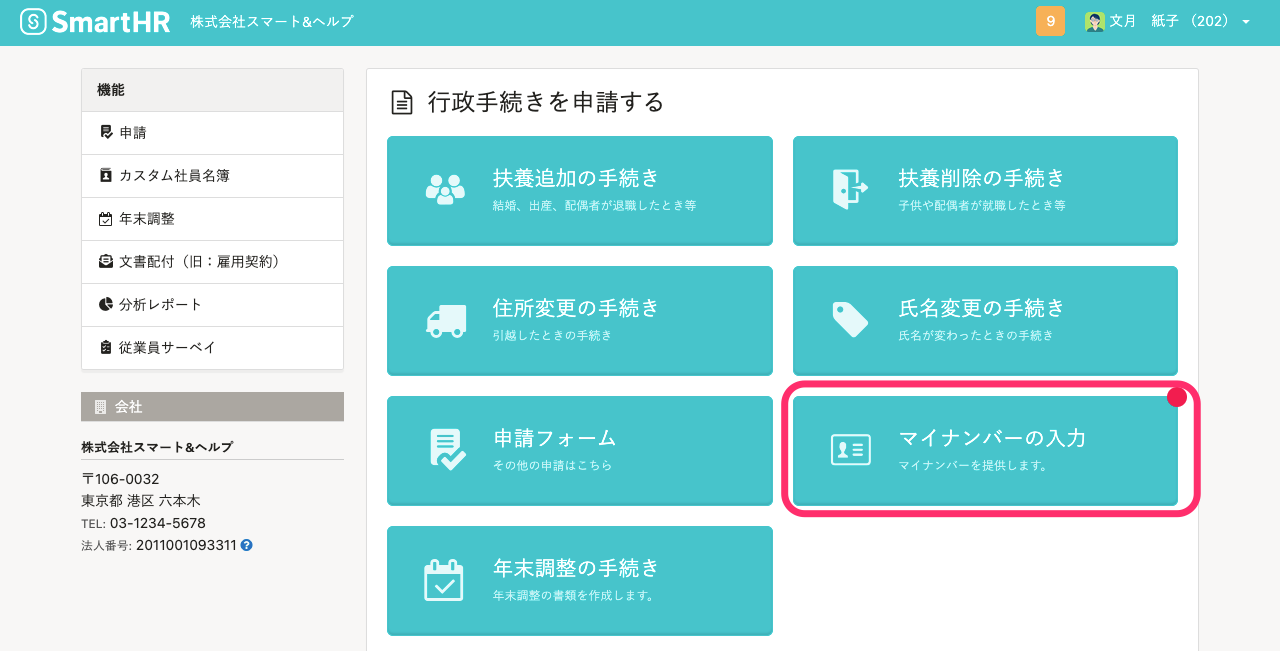 SmartHR 株式会社スマート&ヘルプ 9 文月 紙子 （202）
機能
申請
カスタム社員名簿
年末調整
文書配付（旧：雇用契約）
分析レポート
従業員サーベイ
会社
株式会社スマート&ヘルプ
〒106-0032
東京都 港区 六本木
TEL: 03-1234-5678
法人番号: 2011001093311
行政手続きを申請する
扶養追加の手続き
結婚、出産、配偶者が退職したとき等
扶養削除の手続き
子供や配偶者が就職したとき等
住所変更の手続き
引越したときの手続き
氏名変更の手続き
氏名が変わったときの手続き
申請フォーム
その他の申請はこちら
マイナンバーの入力
マイナンバーを提供します。
年末調整の手続き
年末調整の書類を作成します。